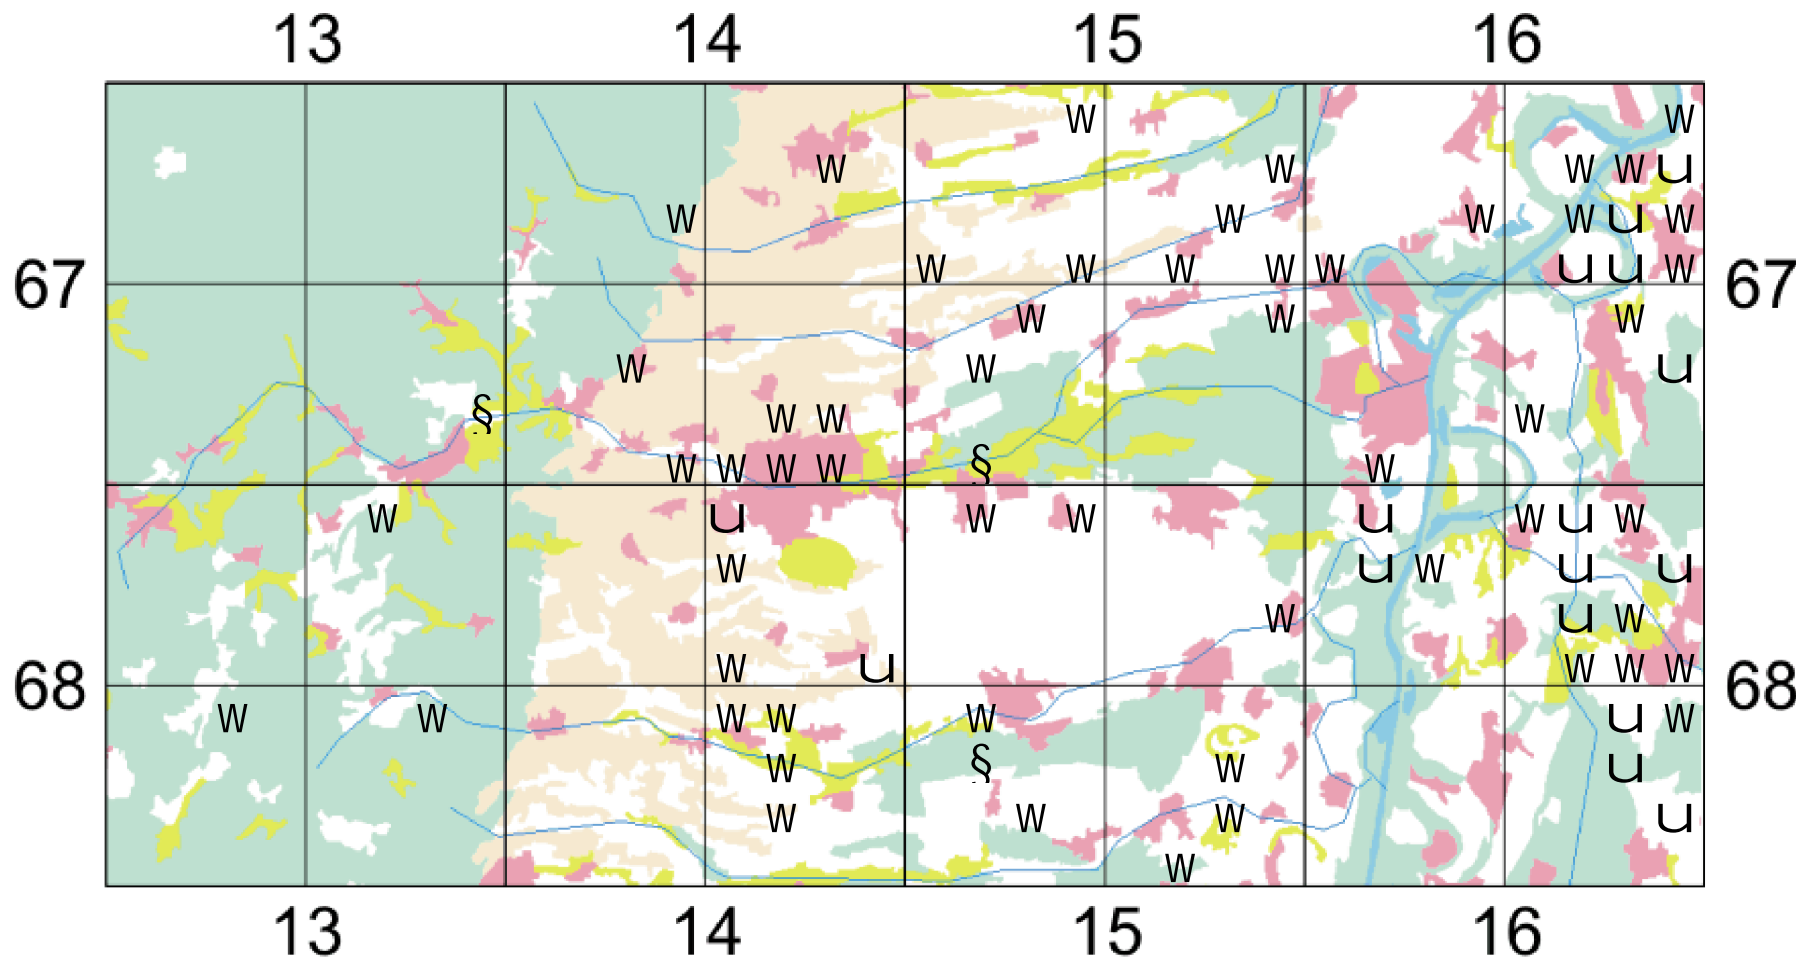 13 14 15 16
W W
W W W W u
W W W W u W
W W W W W u u W
67 67
W W W
W W u
§ W W W
W W W W § W
W u W W u W u W
W u W u u
W u W
W u W W W
68 68
W W W W W u W
W § W u
W W W u
W
13 14 15 16